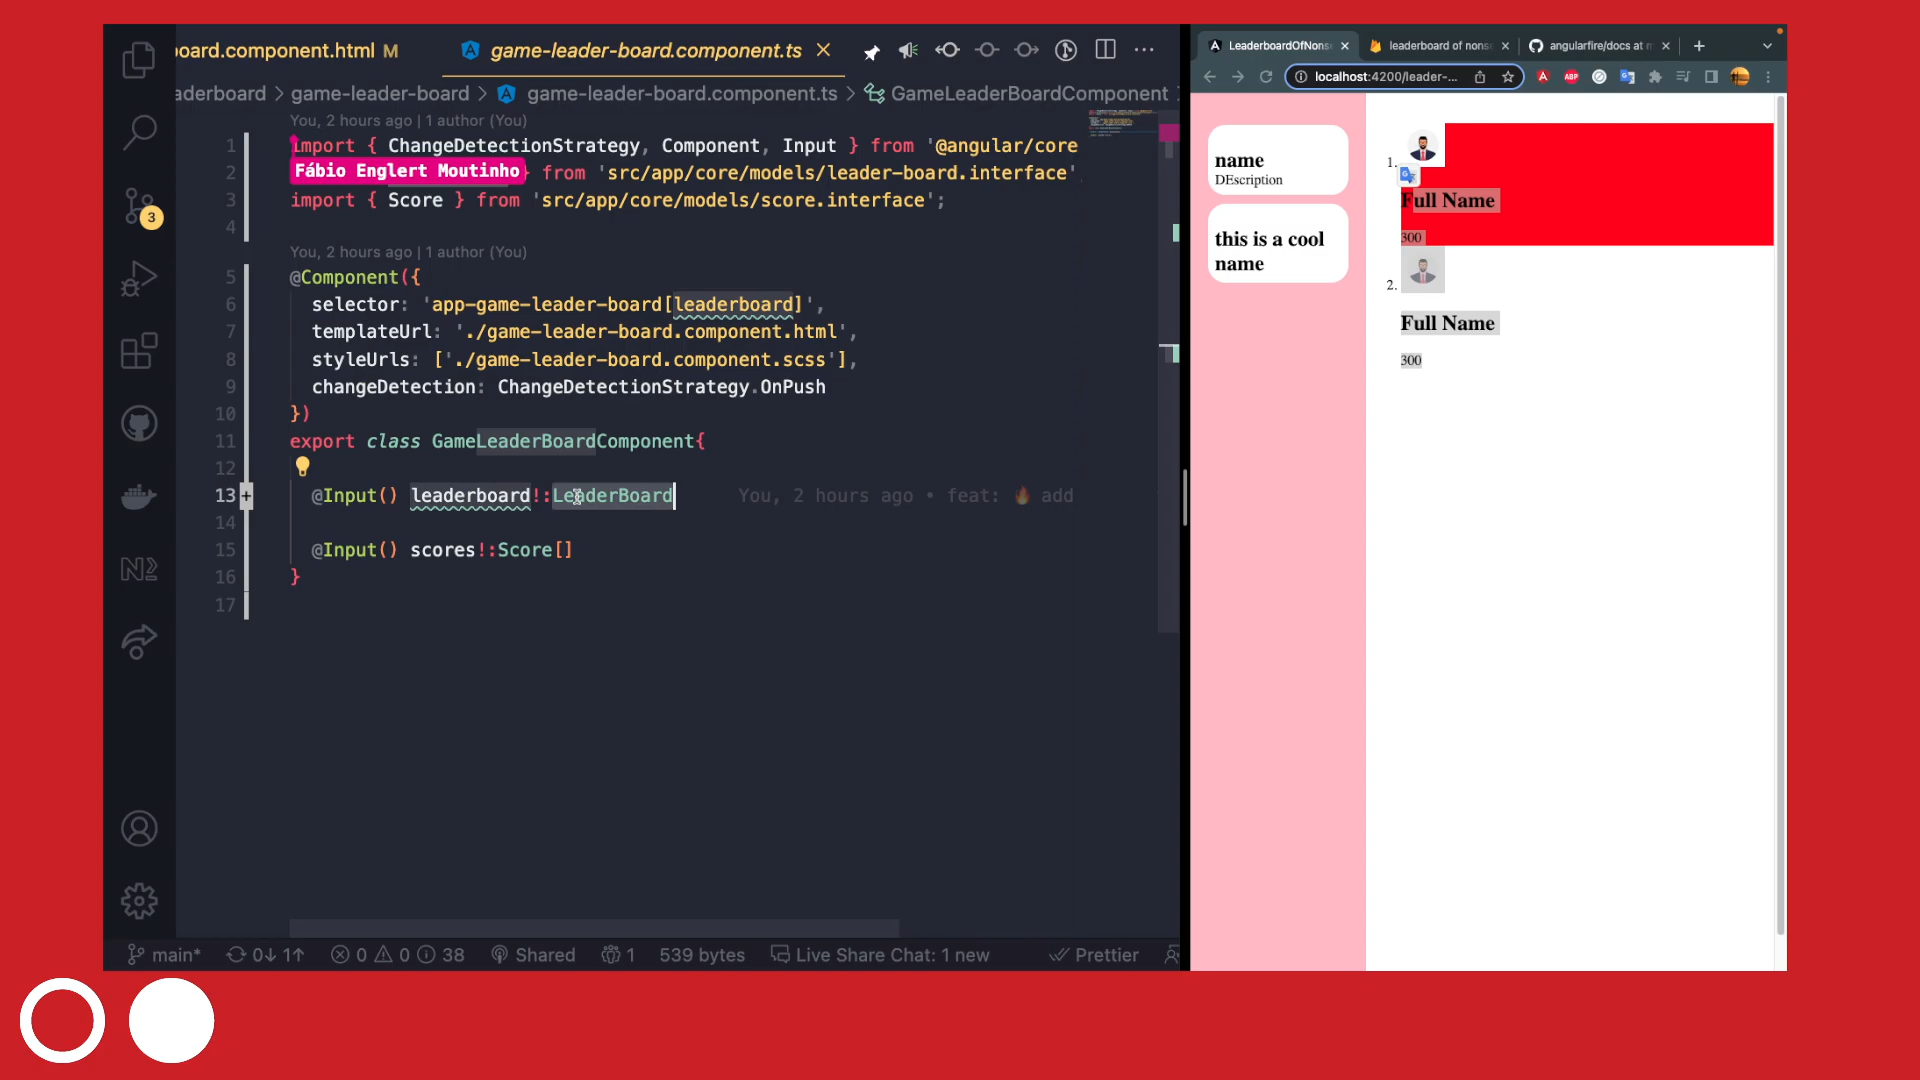 board.component.html M
game-leader-board.component.ts
aderboard > game-leader-board > game-leader-board.component.ts > GameLeaderBoardComponent
You, 2 hours ago | 1 author (You)
1 import { ChangeDetectionStrategy, Component, Input } from '@angular/core
Fábio Englert Moutinho
2 } from 'src/app/core/models/leader-board.interface'
3 import { Score } from 'src/app/core/models/score.interface';
4
You, 2 hours ago | 1 author (You)
5 @Component({
6 selector: 'app-game-leader-board[leaderboard]',
7 templateUrl: './game-leader-board.component.html',
8 styleUrls: ['./game-leader-board.component.scss'],
9 changeDetection: ChangeDetectionStrategy.OnPush
10 })
11 export class GameLeaderBoardComponent{
12
13 @Input() leaderboard!:LeaderBoard You, 2 hours ago • feat: 🔥 add
14
15 @Input() scores!:Score[]
16 }
17
3
main* 0↓ 1↑ 0 0 38 Shared 1 539 bytes Live Share Chat: 1 new Prettier
LeaderboardOfNons
leaderboard of nons
angularfire/docs at m
localhost:4200/leader-...
ABP
name
DEscription
this is a cool
name
1.
Full Name
300
2.
Full Name
300